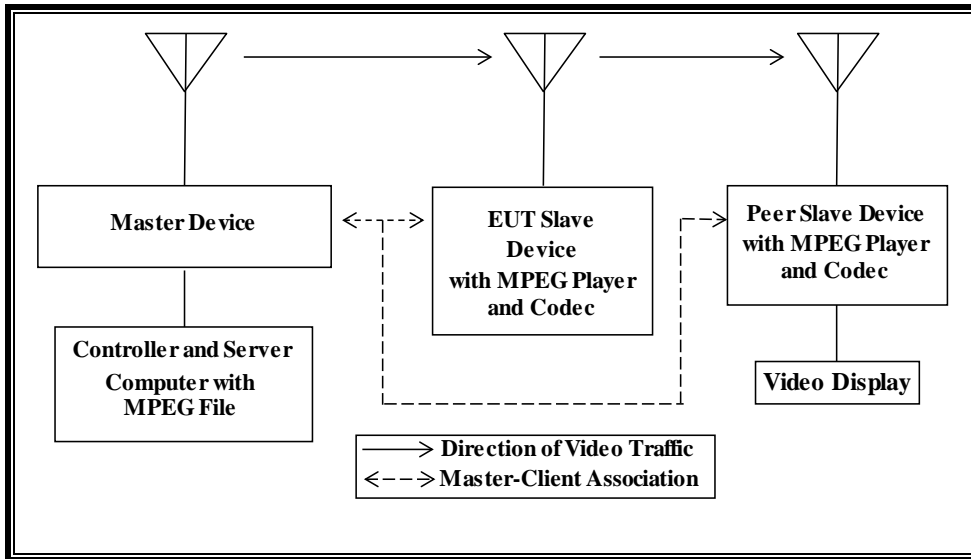 Master Device
EUT Slave
Device
with MPEG Player
and Codec
Peer Slave Device
with MPEG Player
and Codec
Controller and Server
Computer with
MPEG File
Video Display
Direction of Video Traffic
Master-Client Association